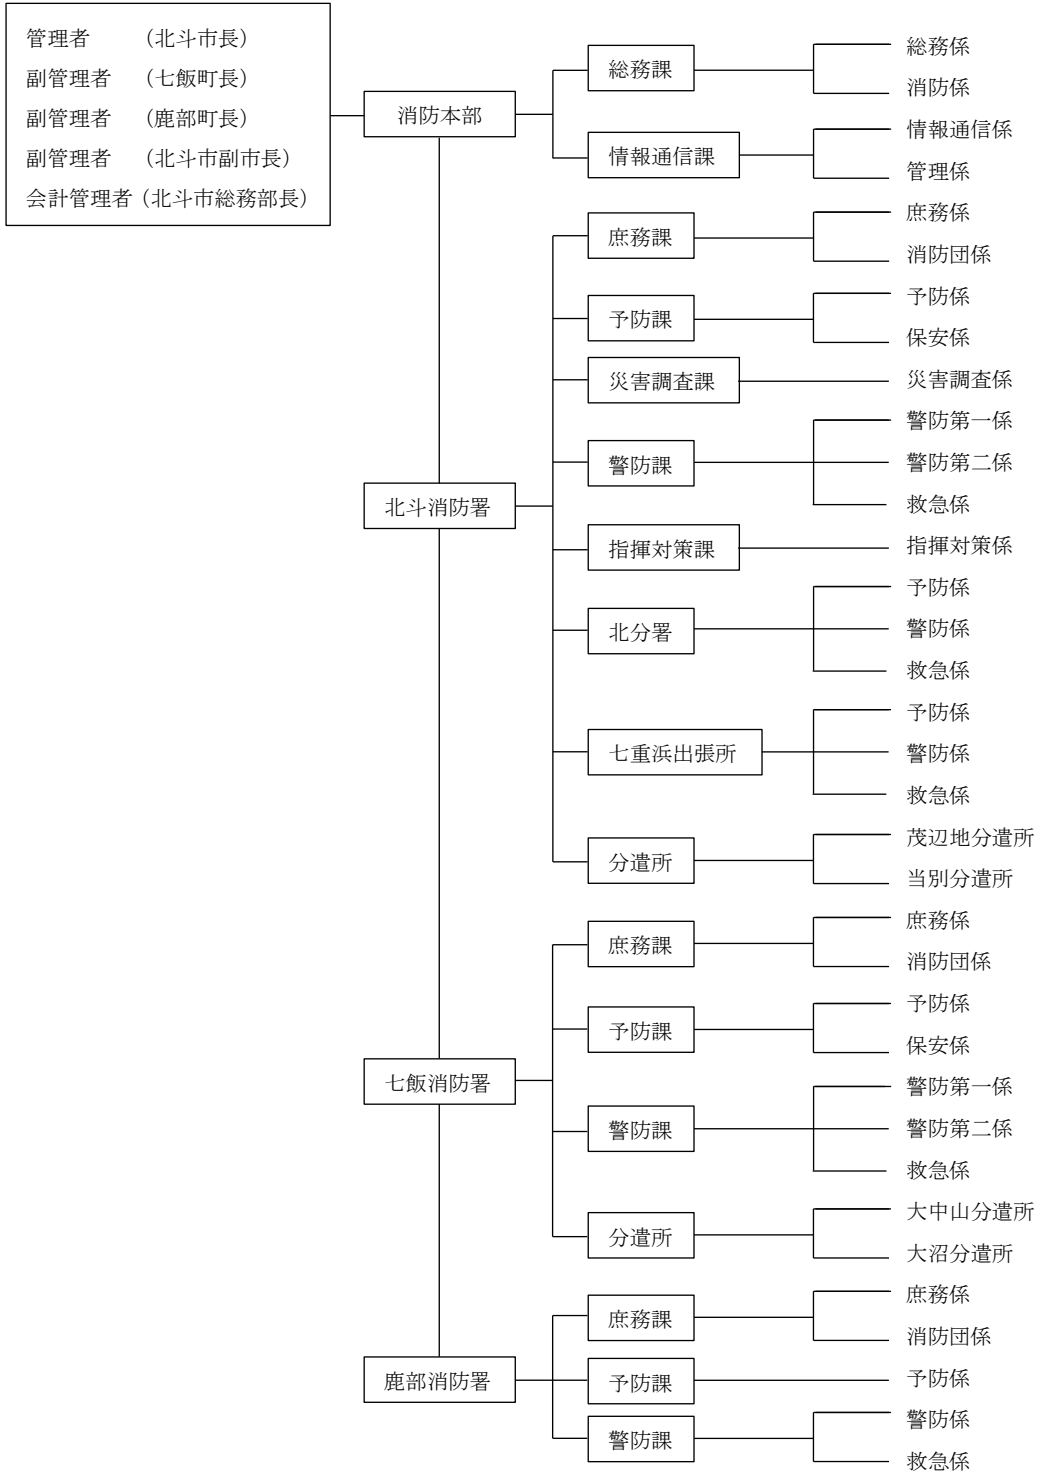 管理者 （北斗市長）
副管理者 （七飯町長）
副管理者 （鹿部町長）
副管理者 （北斗市副市長）
会計管理者（北斗市総務部長）
消防本部
総務課
総務係
消防係
情報通信課
情報通信係
管理係
北斗消防署
庶務課
庶務係
消防団係
予防課
予防係
保安係
災害調査課
災害調査係
警防課
警防第一係
警防第二係
救急係
指揮対策課
指揮対策係
北分署
予防係
警防係
救急係
七重浜出張所
予防係
警防係
救急係
分遣所
茂辺地分遣所
当別分遣所
七飯消防署
庶務課
庶務係
消防団係
予防課
予防係
保安係
警防課
警防第一係
警防第二係
救急係
分遣所
大中山分遣所
大沼分遣所
鹿部消防署
庶務課
庶務係
消防団係
予防課
予防係
警防課
警防係
救急係